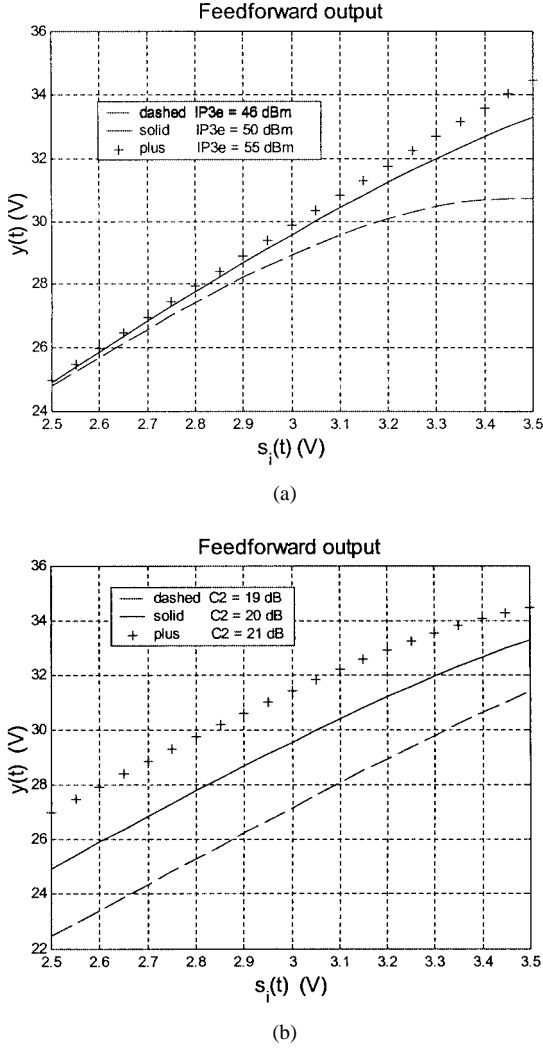 Feedforward output
36
34
32
30
28
26
24
y(t) (V)
dashed IP3e = 46 dBm
solid IP3e = 50 dBm
+ plus IP3e = 55 dBm
2.5 2.6 2.7 2.8 2.9 3 3.1 3.2 3.3 3.4 3.5
s_i(t) (V)
(a)
Feedforward output
36
34
32
30
28
26
24
22
y(t) (V)
dashed C2 = 19 dB
solid C2 = 20 dB
+ plus C2 = 21 dB
2.5 2.6 2.7 2.8 2.9 3 3.1 3.2 3.3 3.4 3.5
s_i(t) (V)
(b)